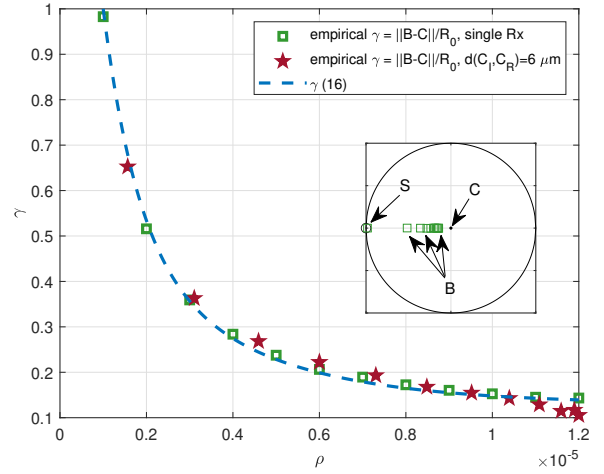 empirical γ = ||B-C||/R₀, single Rx
empirical γ = ||B-C||/R₀, d(C_I,C_R)=6 μm
γ (16)
1
0.9
0.8
0.7
0.6
0.5
0.4
0.3
0.2
0.1
γ
S
C
B
0 0.2 0.4 0.6 0.8 1 1.2
×10⁻⁵
ρ